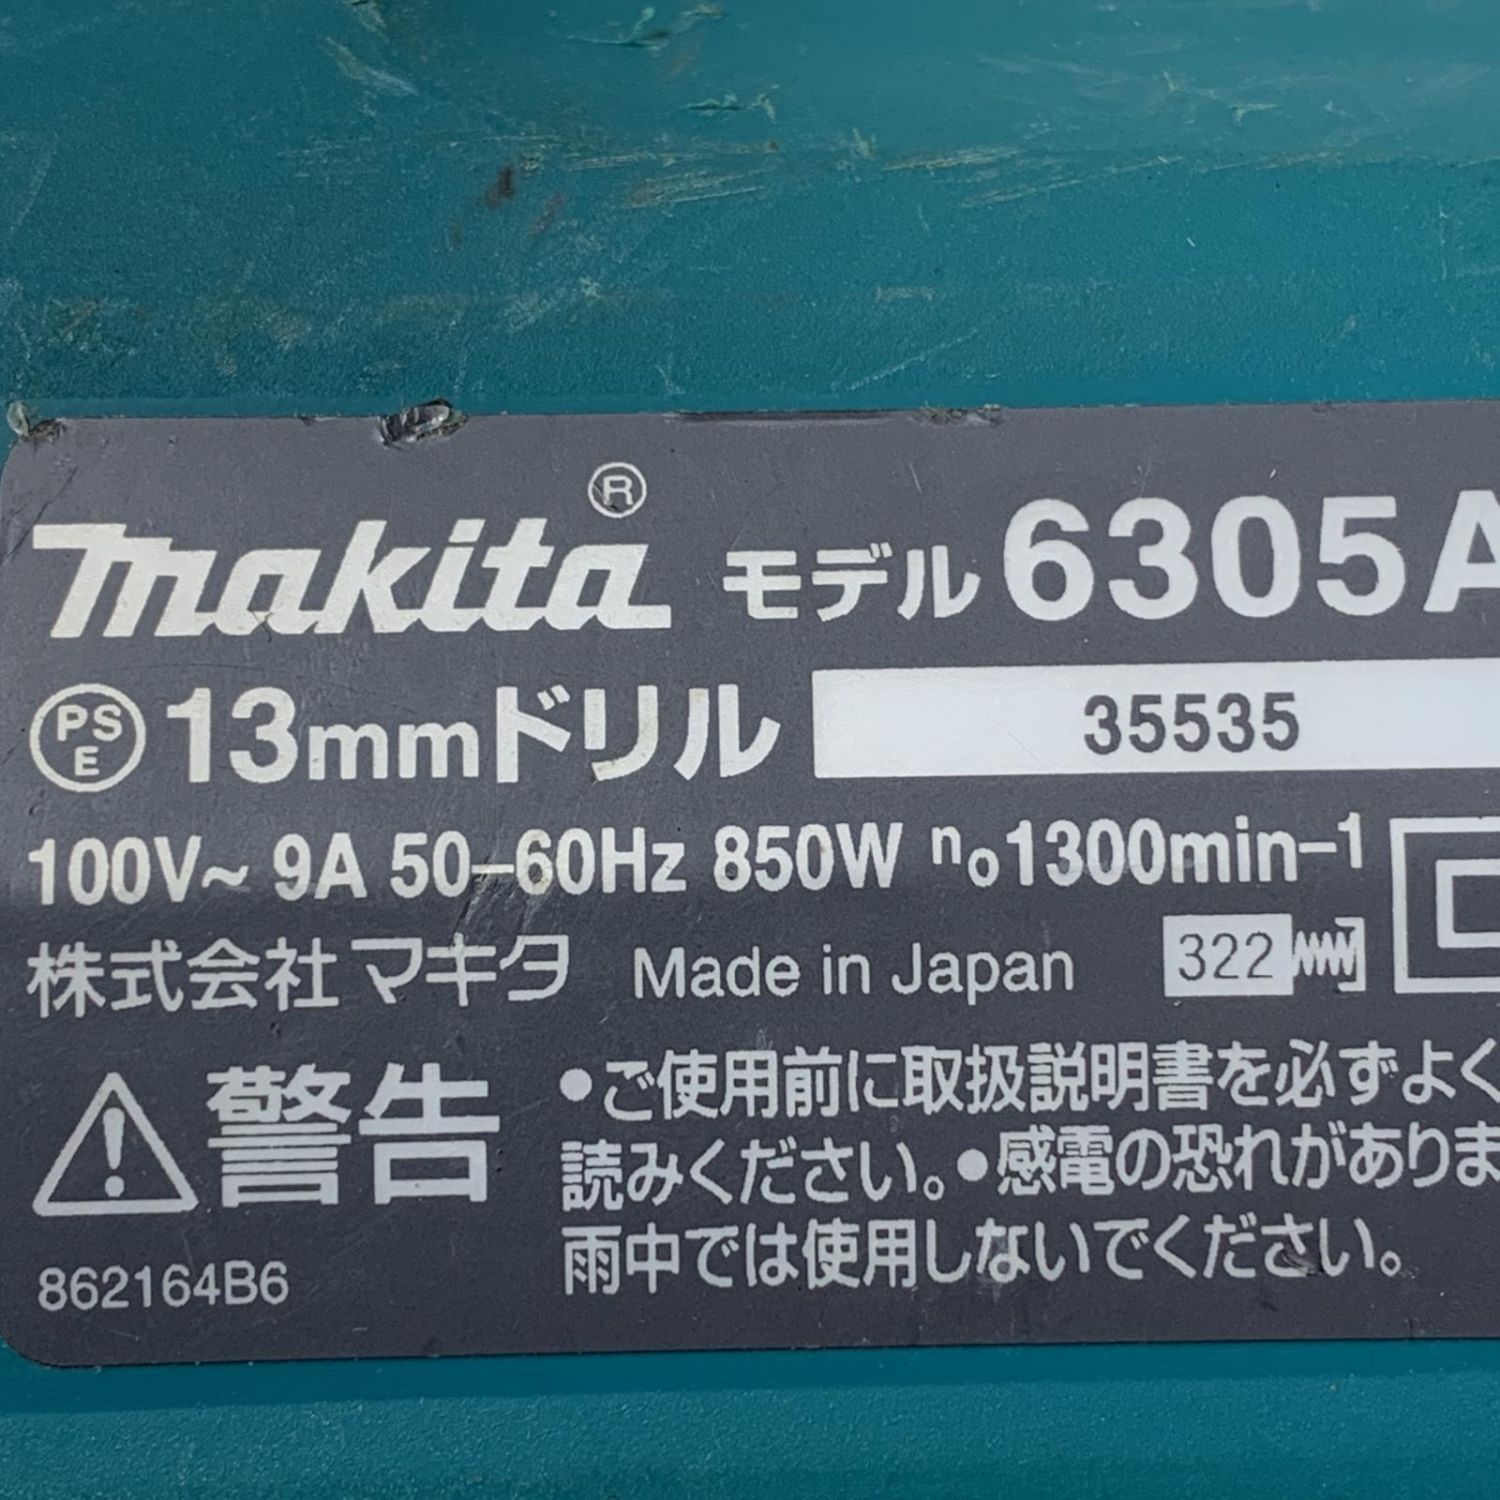 makita® モデル 6305A
PSE 13mmドリル 35535
100V~ 9A 50-60Hz 850W n₀1300min-1
株式会社マキタ Made in Japan 322
警告 •ご使用前に取扱説明書を必ずよく
読みください。•感電の恐れがありま
雨中では使用しないでください。
862164B6